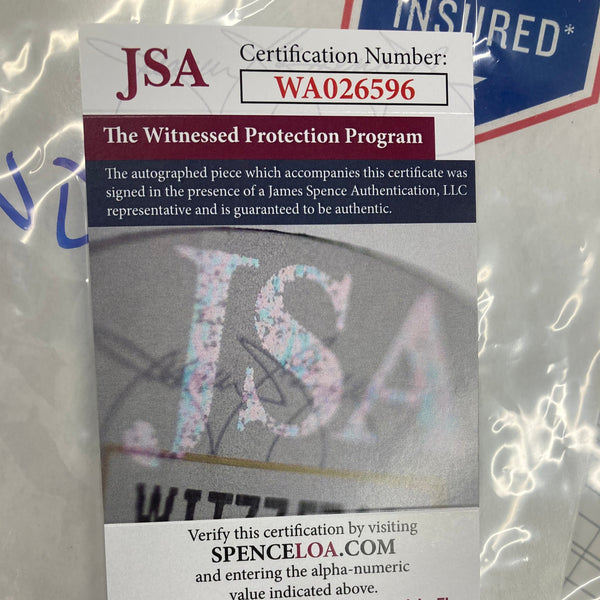 INSURED*
JSA
Certification Number:
WA026596
The Witnessed Protection Program
The autographed piece which accompanies this certificate was
signed in the presence of a James Spence Authentication, LLC
representative and is guaranteed to be authentic.
JSA
Verify this certification by visiting
SPENCELOA.COM
and entering the alpha-numeric
value indicated above.